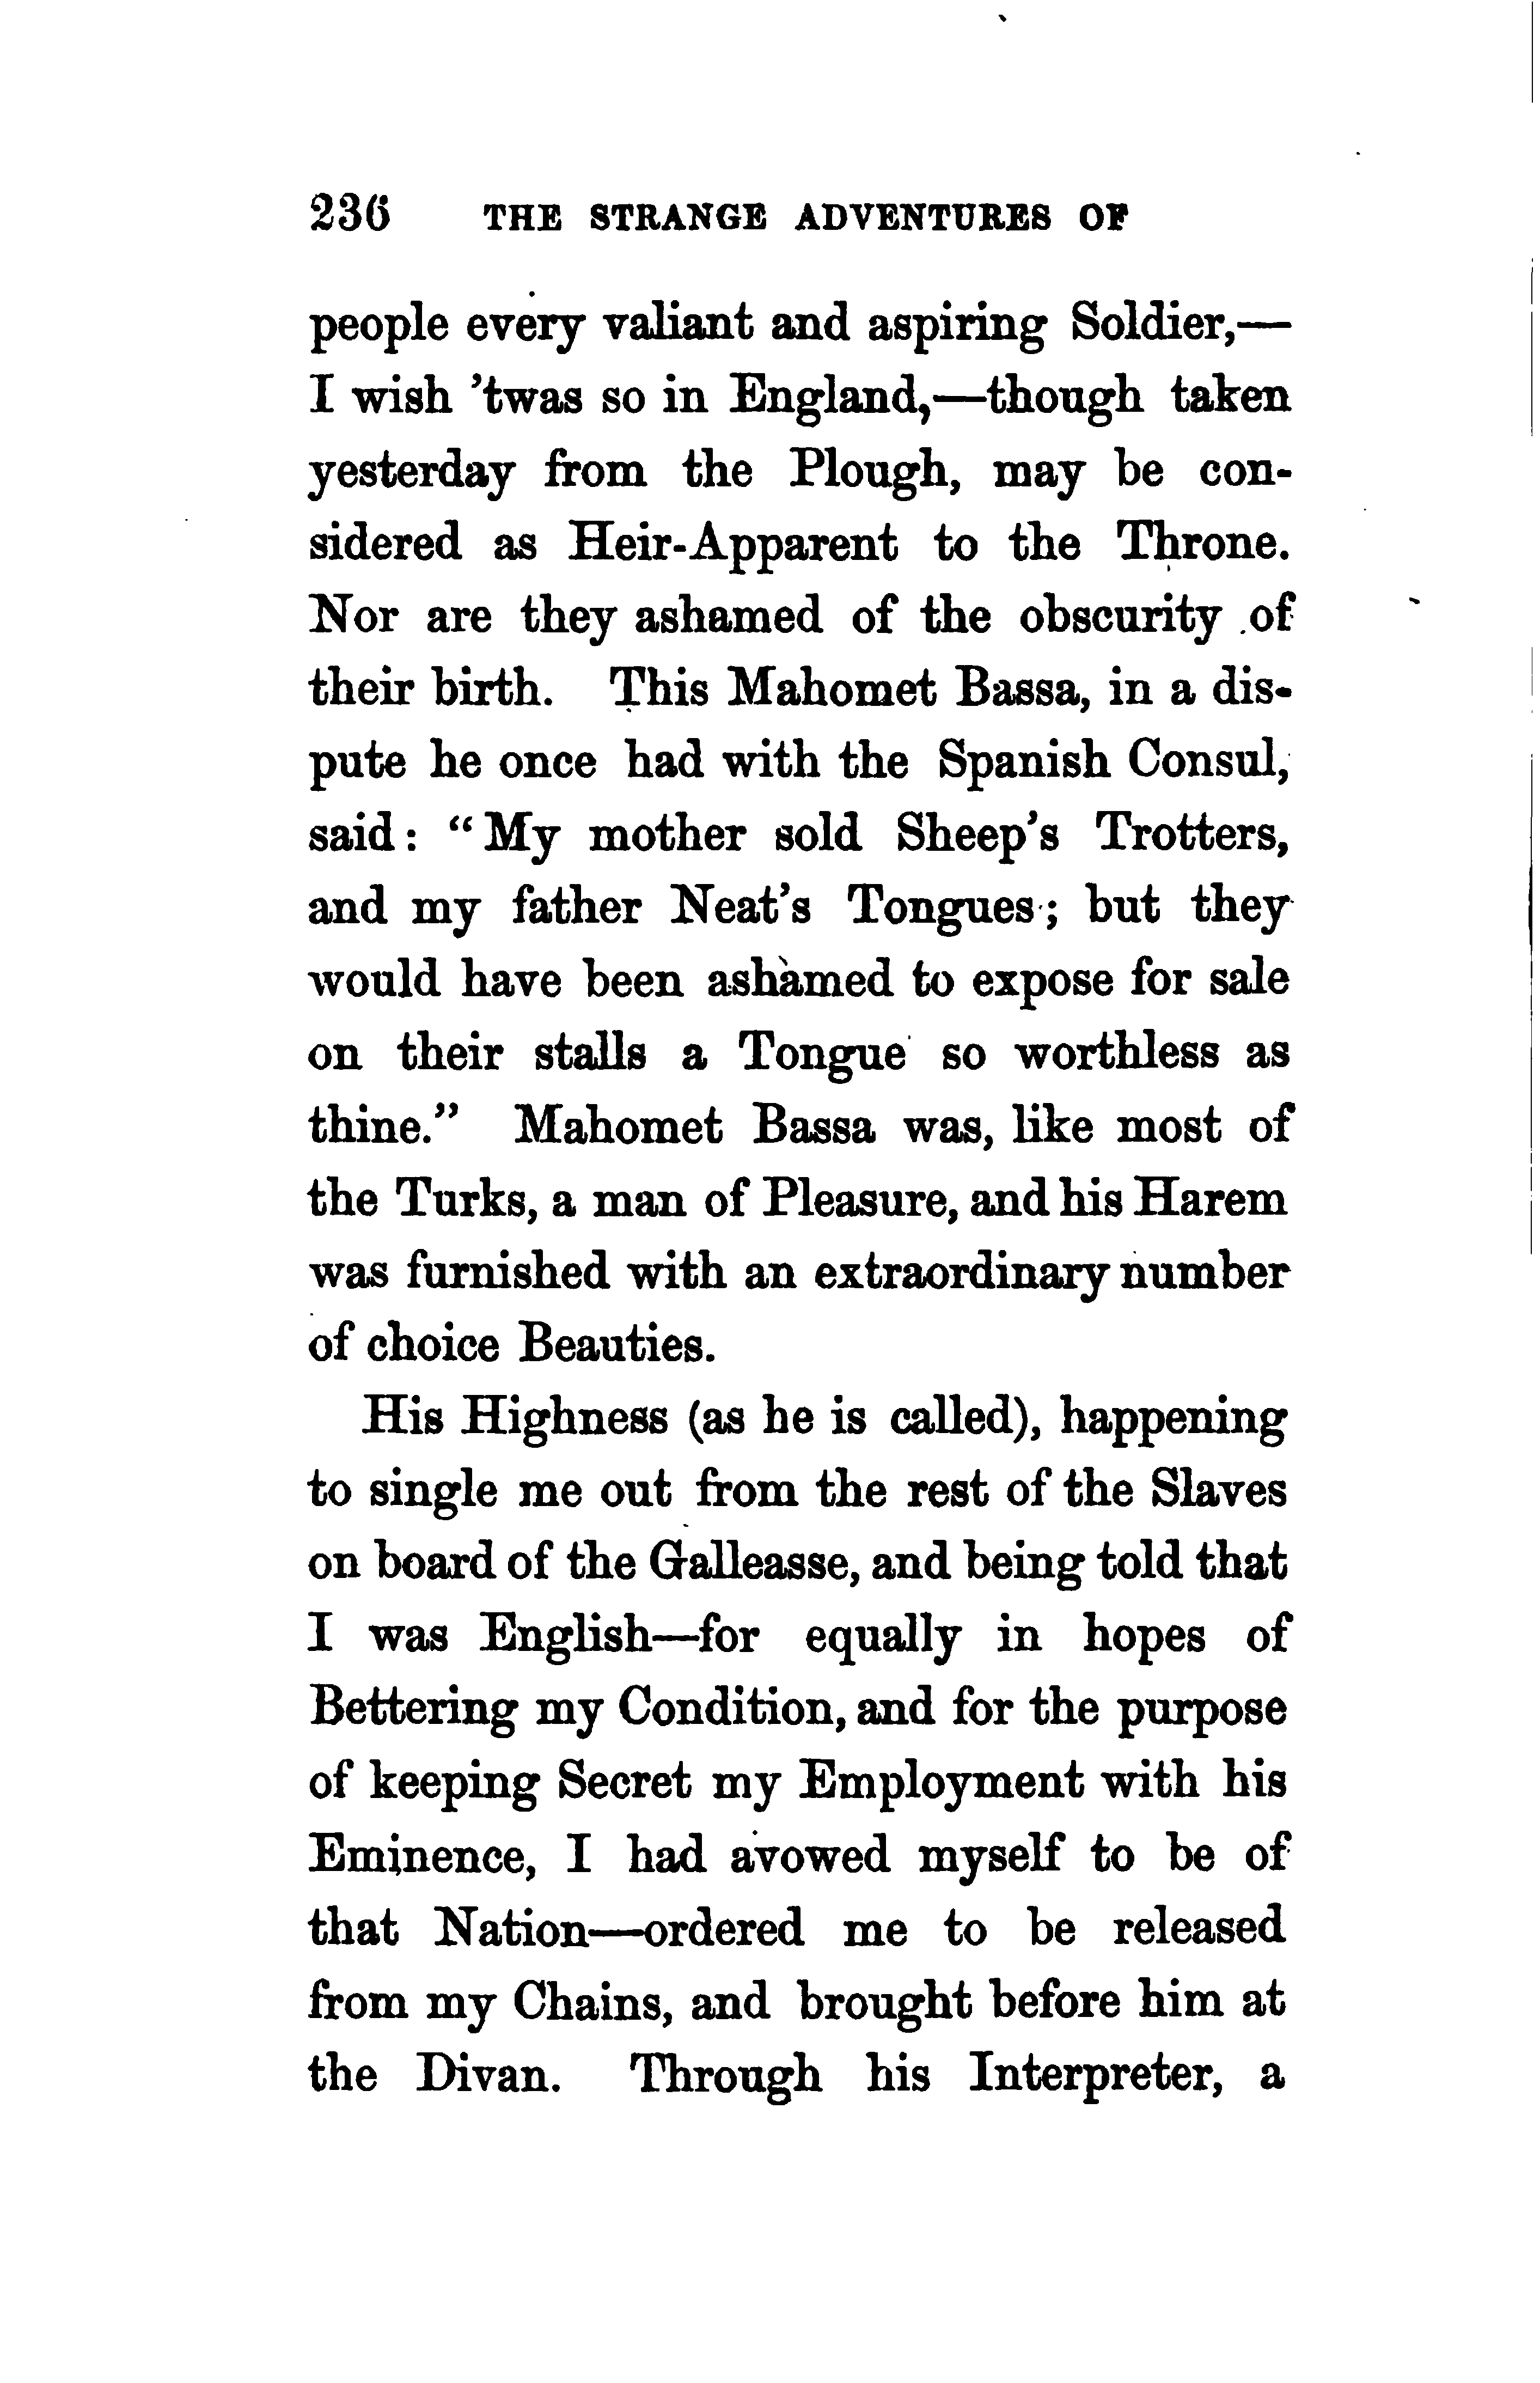 236 THE STRANGE ADVENTURES OF
people every valiant and aspiring Soldier,—
I wish 'twas so in England,—though taken
yesterday from the Plough, may be con-
sidered as Heir-Apparent to the Throne.
Nor are they ashamed of the obscurity of
their birth. This Mahomet Bassa, in a dis-
pute he once had with the Spanish Consul,
said: “My mother sold Sheep's Trotters,
and my father Neat's Tongues; but they
would have been ashamed to expose for sale
on their stalls a Tongue so worthless as
thine.” Mahomet Bassa was, like most of
the Turks, a man of Pleasure, and his Harem
was furnished with an extraordinary number
of choice Beauties.
His Highness (as he is called), happening
to single me out from the rest of the Slaves
on board of the Galleasse, and being told that
I was English—for equally in hopes of
Bettering my Condition, and for the purpose
of keeping Secret my Employment with his
Eminence, I had avowed myself to be of
that Nation—ordered me to be released
from my Chains, and brought before him at
the Divan. Through his Interpreter, a